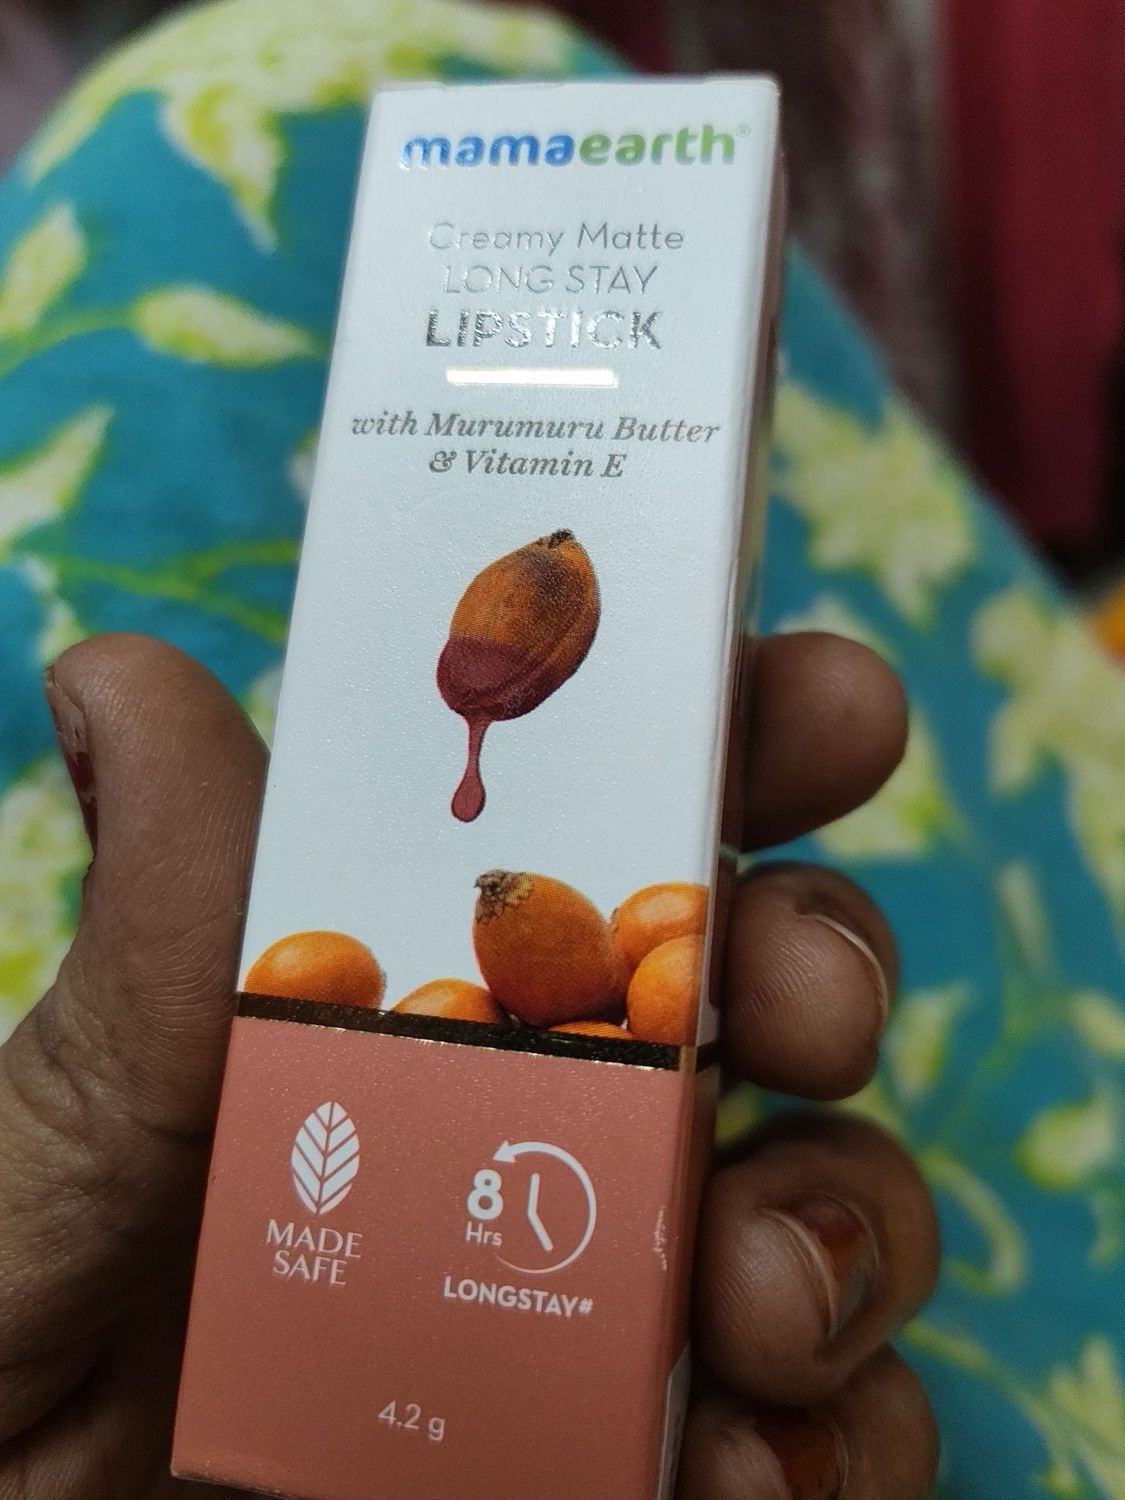 mamaearth®
Creamy Matte
LONG STAY
LIPSTICK
with Murumuru Butter
& Vitamin E
MADE
SAFE
8
Hrs
LONGSTAY#
4.2 g